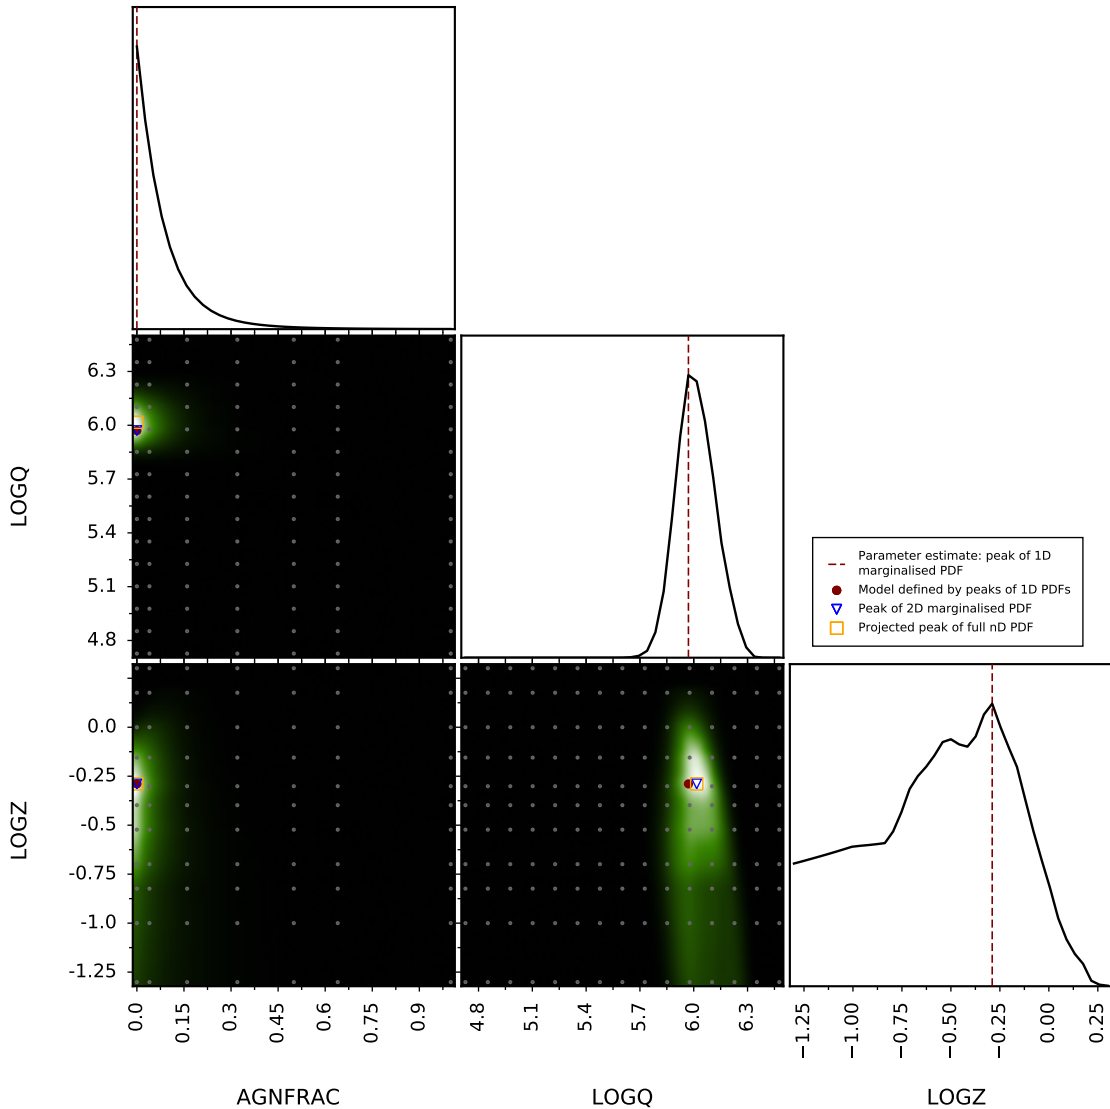 6.3
6.0
5.7
5.4
5.1
4.8
LOGQ
Parameter estimate: peak of 1D
marginalised PDF
Model defined by peaks of 1D PDFs
Peak of 2D marginalised PDF
Projected peak of full nD PDF
0.0
-0.25
-0.5
-0.75
-1.0
-1.25
LOGZ
0.0 0.15 0.3 0.45 0.6 0.75 0.9
4.8 5.1 5.4 5.7 6.0 6.3
−1.25 −1.00 −0.75 −0.50 −0.25 0.00 0.25
AGNFRAC LOGQ LOGZ